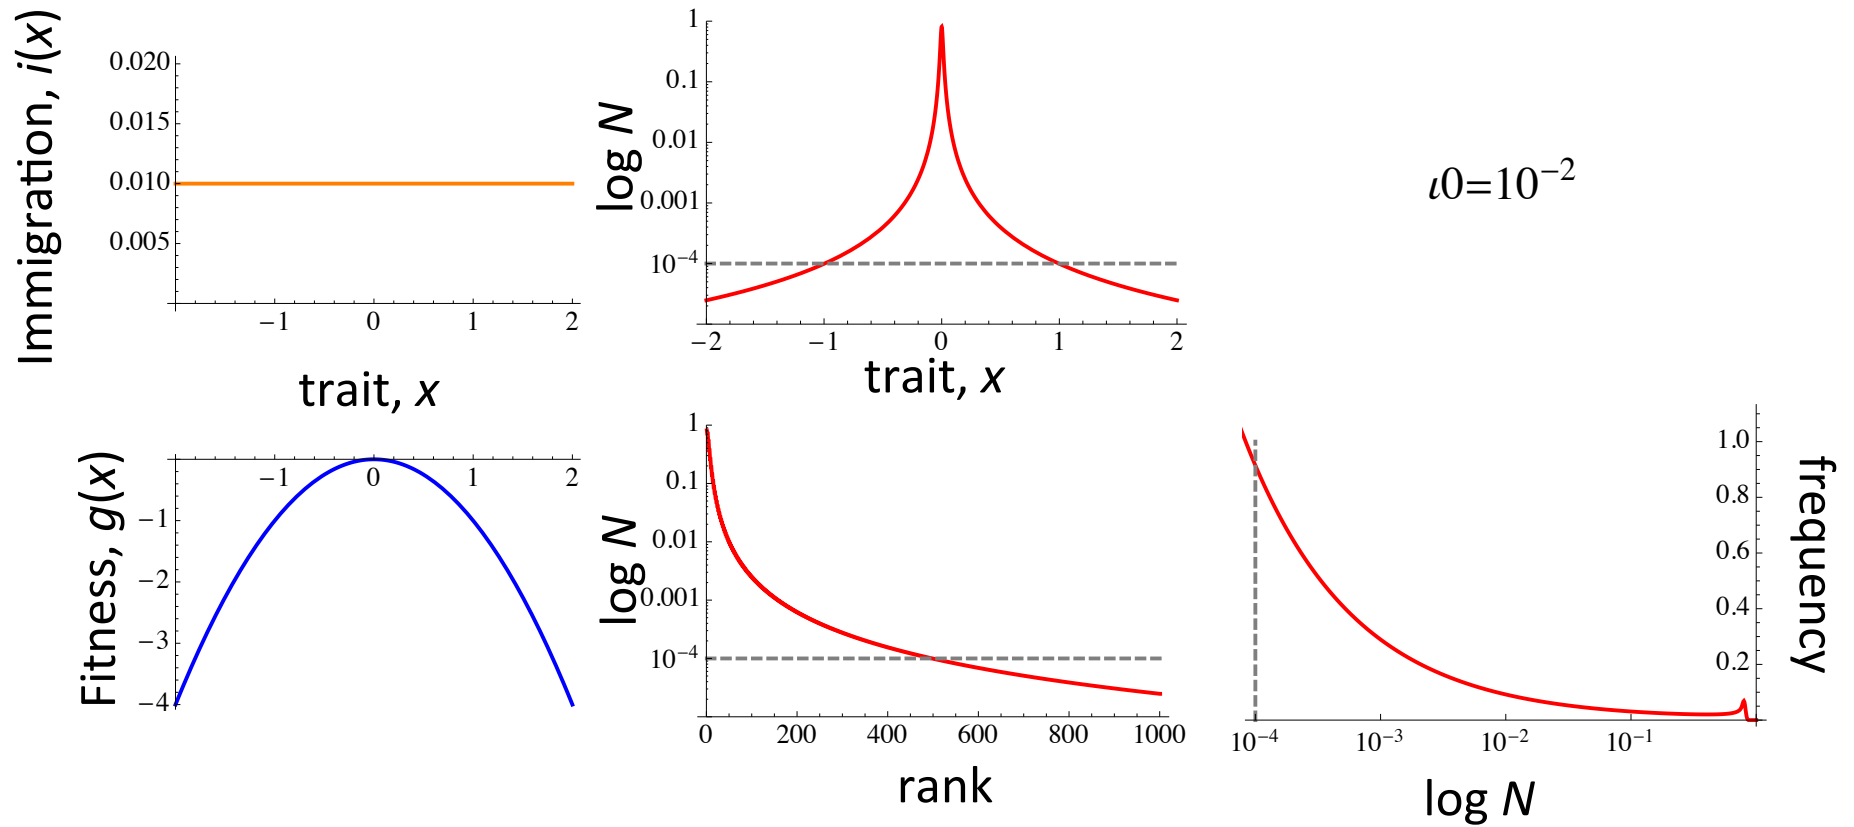 Immigration, i(x)
0.020
0.015
0.010
0.005
−1 0 1 2
trait, x
log N
1
0.1
0.01
0.001
10⁻⁴
−2 −1 0 1 2
trait, x
ι0=10⁻²
Fitness, g(x)
−1 0 1 2
−1
−2
−3
−4
log N
1
0.1
0.01
0.001
10⁻⁴
0 200 400 600 800 1000
rank
1.0
0.8
0.6
0.4
0.2
frequency
10⁻⁴ 10⁻³ 10⁻² 10⁻¹
log N